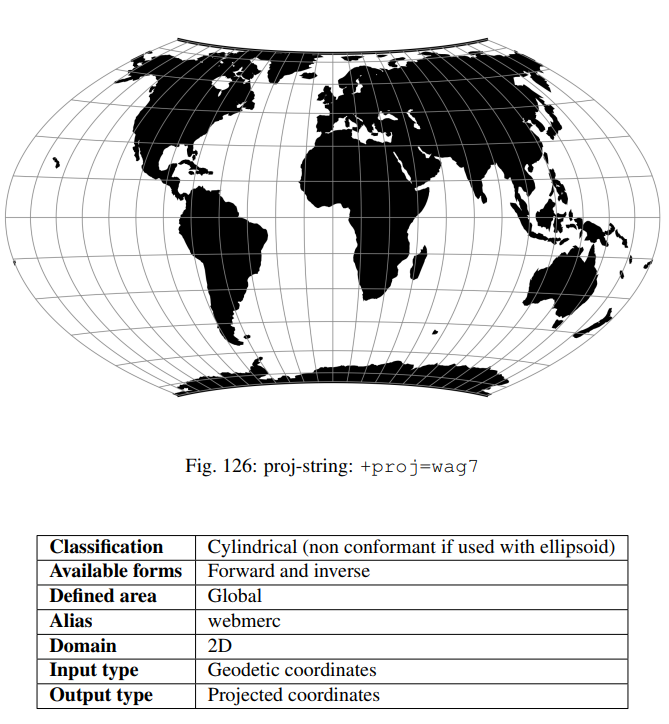 Fig. 126: proj-string: +proj=wag7
Classification Cylindrical (non conformant if used with ellipsoid)
Available forms Forward and inverse
Defined area Global
Alias webmerc
Domain 2D
Input type Geodetic coordinates
Output type Projected coordinates